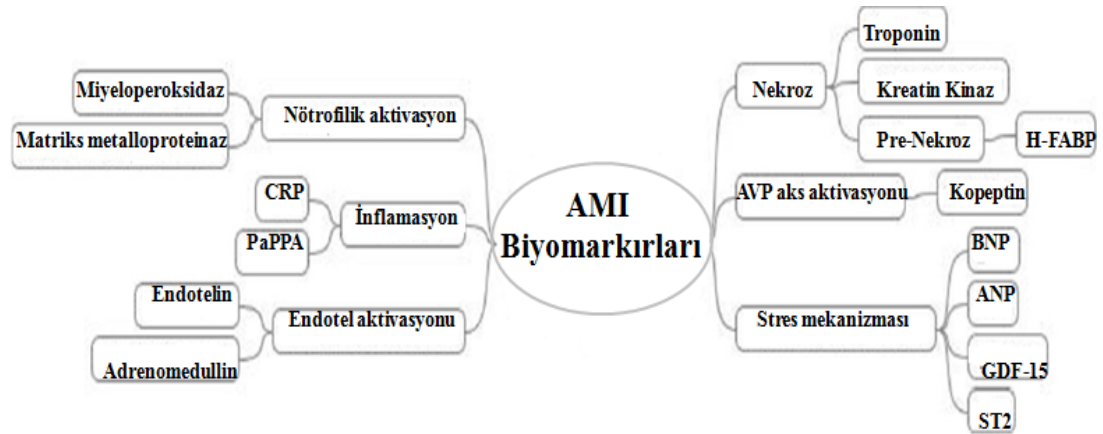 AMI
Biyomarkırları
Nötrofilik aktivasyon
Miyeloperoksidaz
Matriks metalloproteinaz
İnflamasyon
CRP
PaPPA
Endotel aktivasyonu
Endotelin
Adrenomedullin
Nekroz
Troponin
Kreatin Kinaz
Pre-Nekroz
H-FABP
AVP aks aktivasyonu
Kopeptin
Stres mekanizması
BNP
ANP
GDF-15
ST2